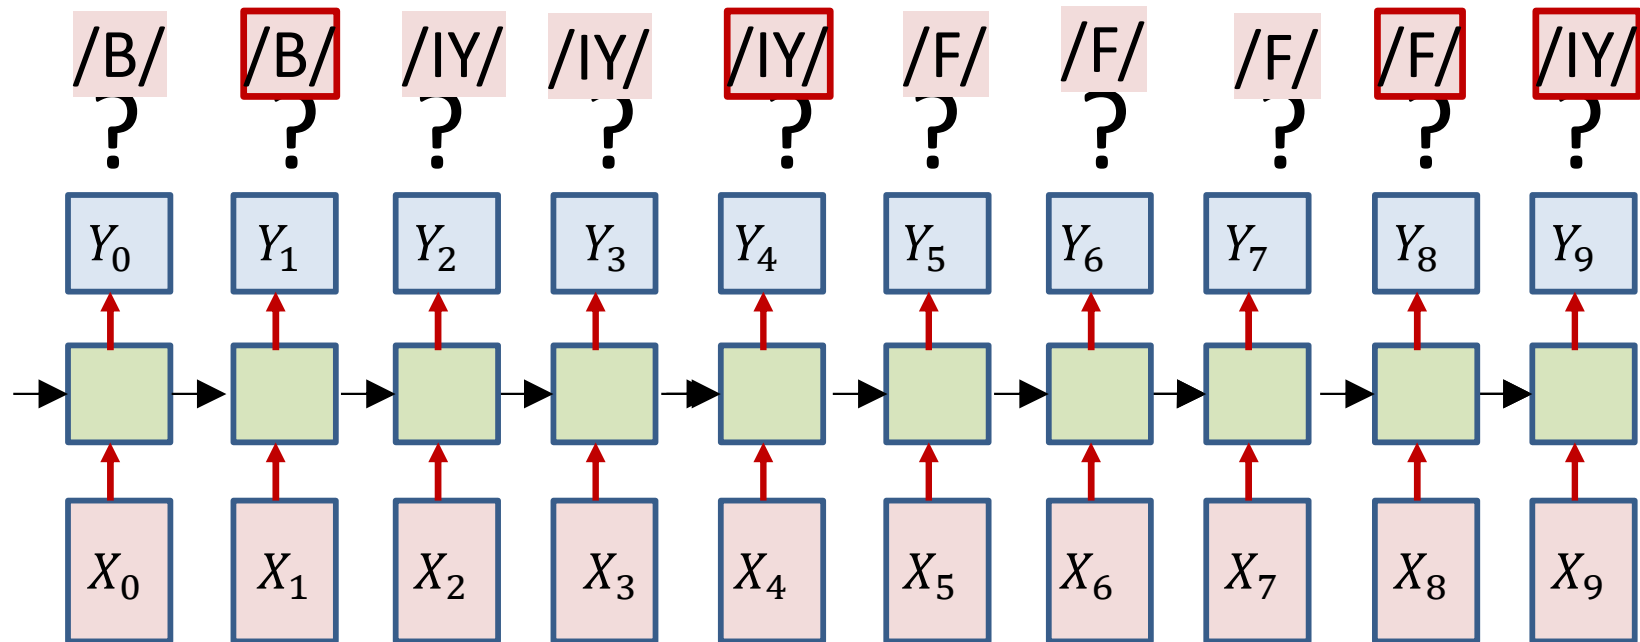 /B/ /B/ /IY/ /IY/ /IY/ /F/ /F/ /F/ /F/ /IY/
? ? ? ? ? ? ? ? ? ?
Y₀ Y₁ Y₂ Y₃ Y₄ Y₅ Y₆ Y₇ Y₈ Y₉
X₀ X₁ X₂ X₃ X₄ X₅ X₆ X₇ X₈ X₉